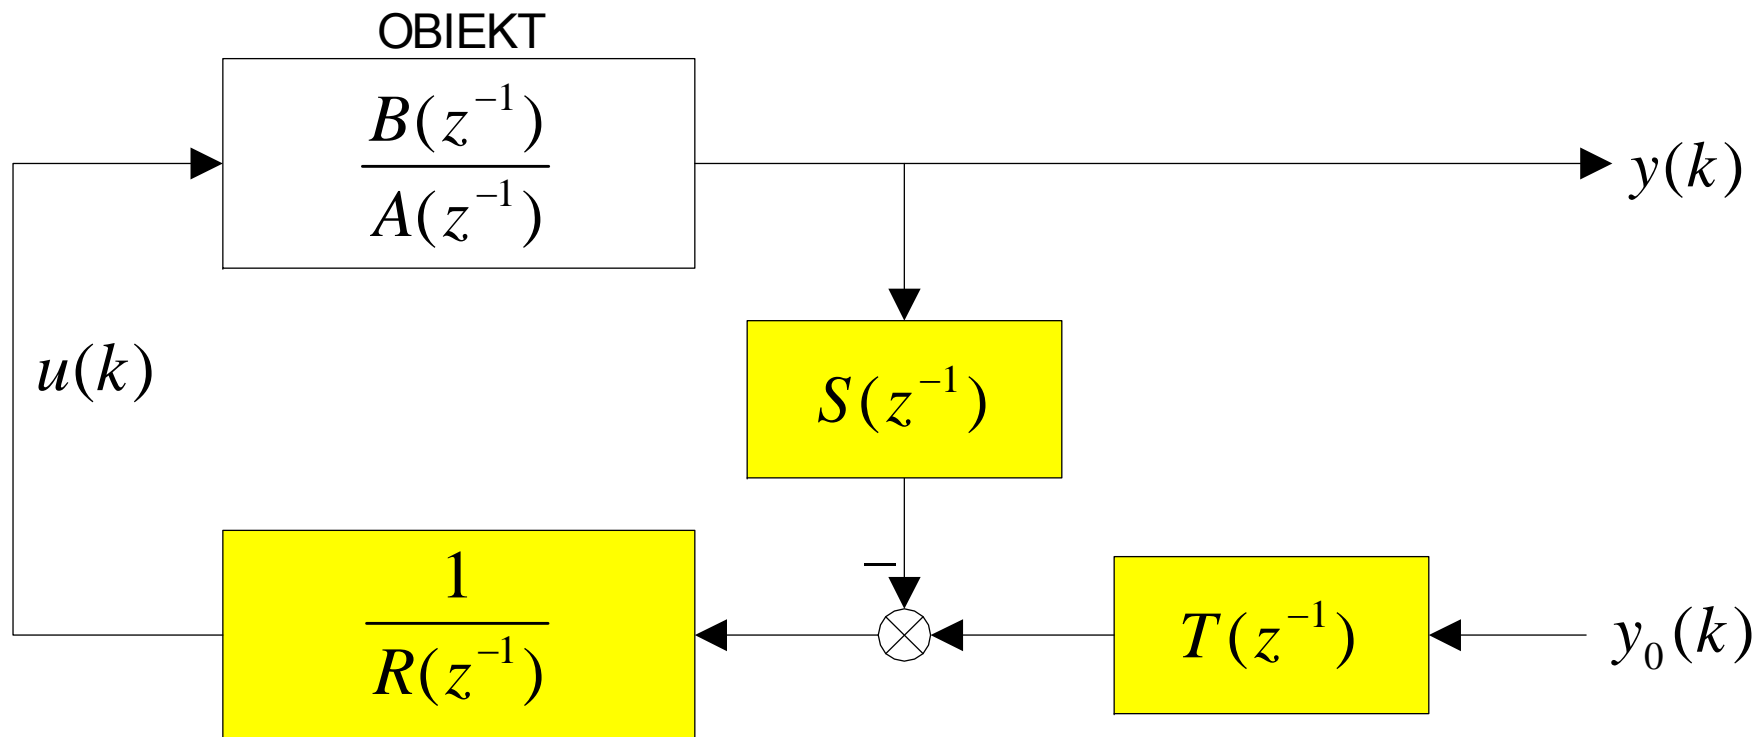 OBIEKT
B(z⁻¹)
A(z⁻¹)
y(k)
u(k)
S(z⁻¹)
−
1
R(z⁻¹)
T(z⁻¹)
y₀(k)